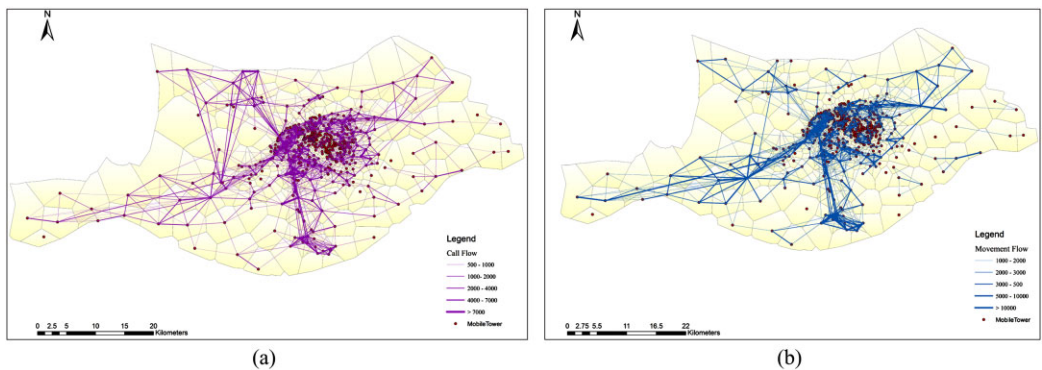 N
Legend
Call Flow
500 - 1000
1000- 2000
2000 - 4000
4000 - 7000
> 7000
MobileTower
0 2.5 5 10 15 20
Kilometers
(a)
N
Legend
Movement Flow
1000 - 2000
2000 - 3000
3000 - 500
5000 - 10000
> 10000
MobileTower
0 2.75 5.5 11 16.5 22
Kilometers
(b)